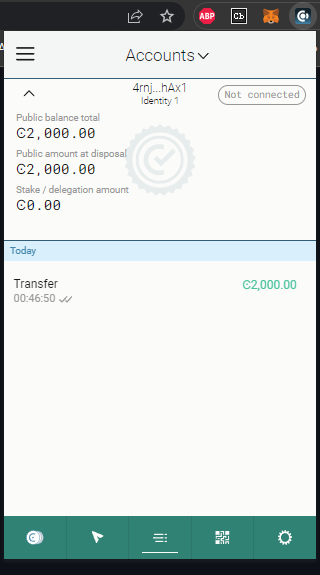 ABP
Accounts
4rnj...hAx1
Identity 1
Not connected
Public balance total
Ͼ2,000.00
Public amount at disposal
Ͼ2,000.00
Stake / delegation amount
Ͼ0.00
Today
Transfer
Ͼ2,000.00
00:46:50